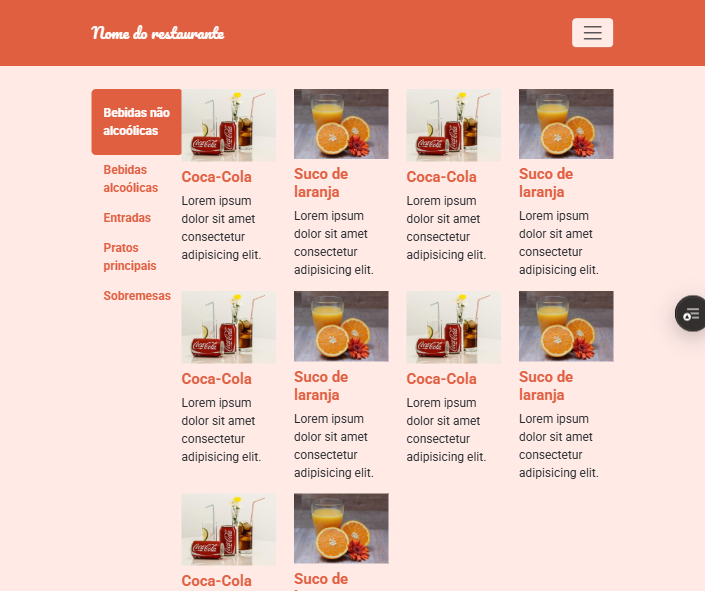 Nome do restaurante
Bebidas não
alcoólicas
Bebidas
alcoólicas
Entradas
Pratos
principais
Sobremesas
Coca-Cola
Lorem ipsum
dolor sit amet
consectetur
adipisicing elit.
Suco de
laranja
Lorem ipsum
dolor sit amet
consectetur
adipisicing elit.
Coca-Cola
Lorem ipsum
dolor sit amet
consectetur
adipisicing elit.
Suco de
laranja
Lorem ipsum
dolor sit amet
consectetur
adipisicing elit.
Coca-Cola
Lorem ipsum
dolor sit amet
consectetur
adipisicing elit.
Suco de
laranja
Lorem ipsum
dolor sit amet
consectetur
adipisicing elit.
Coca-Cola
Lorem ipsum
dolor sit amet
consectetur
adipisicing elit.
Suco de
laranja
Lorem ipsum
dolor sit amet
consectetur
adipisicing elit.
Coca-Cola
Suco de